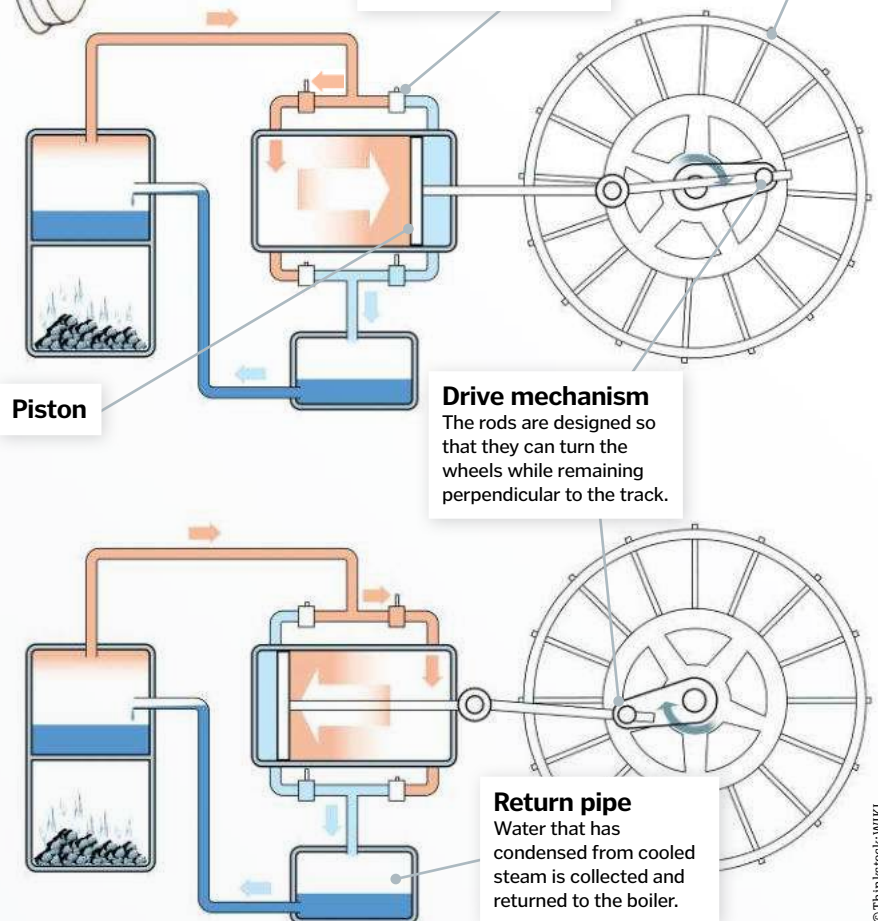 Piston
Drive mechanism
The rods are designed so
that they can turn the
wheels while remaining
perpendicular to the track.
Return pipe
Water that has
condensed from cooled
steam is collected and
returned to the boiler.
©Thinkstock;WIKI